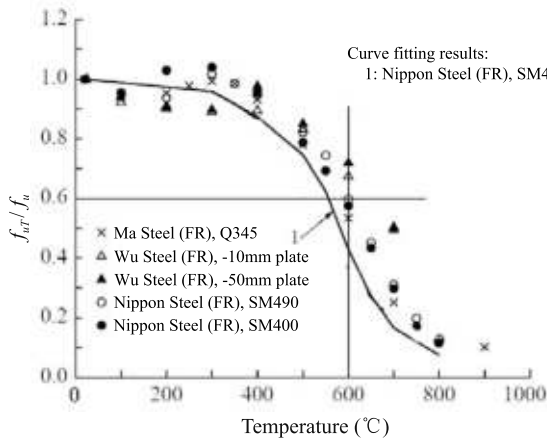 Curve fitting results:
1: Nippon Steel (FR), SM4
1.2
1.0
0.8
0.6
0.4
0.2
0.0
f_uT/f_u
1
Ma Steel (FR), Q345
Wu Steel (FR), -10mm plate
Wu Steel (FR), -50mm plate
Nippon Steel (FR), SM490
Nippon Steel (FR), SM400
0 200 400 600 800 1000
Temperature (℃)